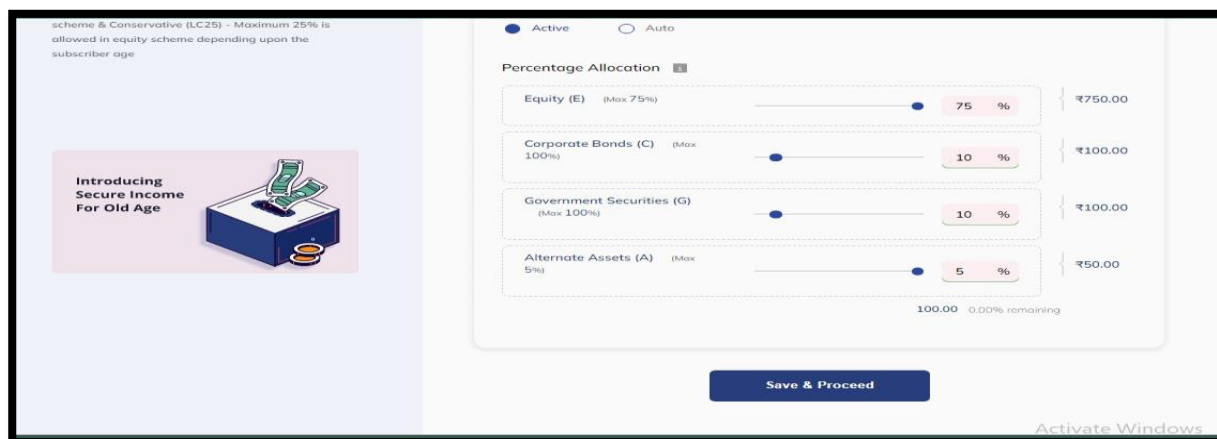 scheme & Conservative (LC25) - Maximum 25% is
allowed in equity scheme depending upon the
subscriber age
Introducing
Secure Income
For Old Age
Active Auto
Percentage Allocation i
Equity (E) (Max 75%) 75 % ₹750.00
Corporate Bonds (C) (Max
100%) 10 % ₹100.00
Government Securities (G)
(Max 100%) 10 % ₹100.00
Alternate Assets (A) (Max
5%) 5 % ₹50.00
100.00 0.00% remaining
Save & Proceed
Activate Windows